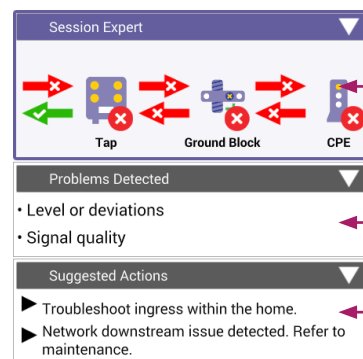 Session Expert
Tap Ground Block CPE
Problems Detected
• Level or deviations
• Signal quality
Suggested Actions
Troubleshoot ingress within the home.
Network downstream issue detected. Refer to
maintenance.